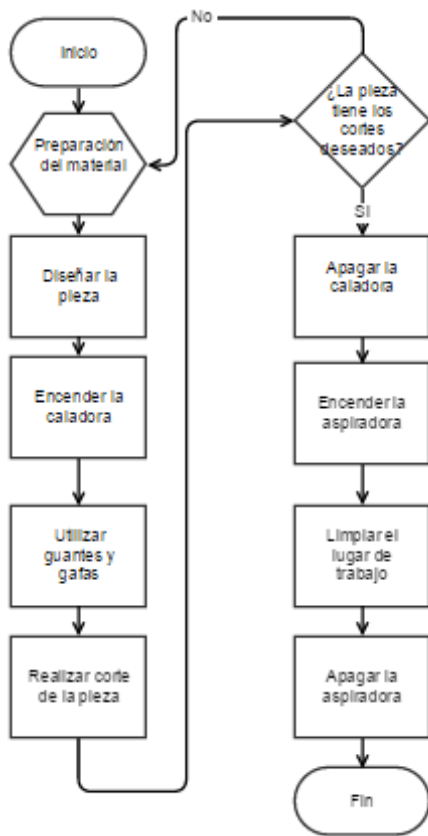 Inicio
Preparación
del material
Diseñar la
pieza
Encender la
caladora
Utilizar
guantes y
gafas
Realizar corte
de la pieza
No
¿La pieza
tiene los
cortes
deseados?
Si
Apagar la
caladora
Encender la
aspiradora
Limpiar el
lugar de
trabajo
Apagar la
aspiradora
Fin